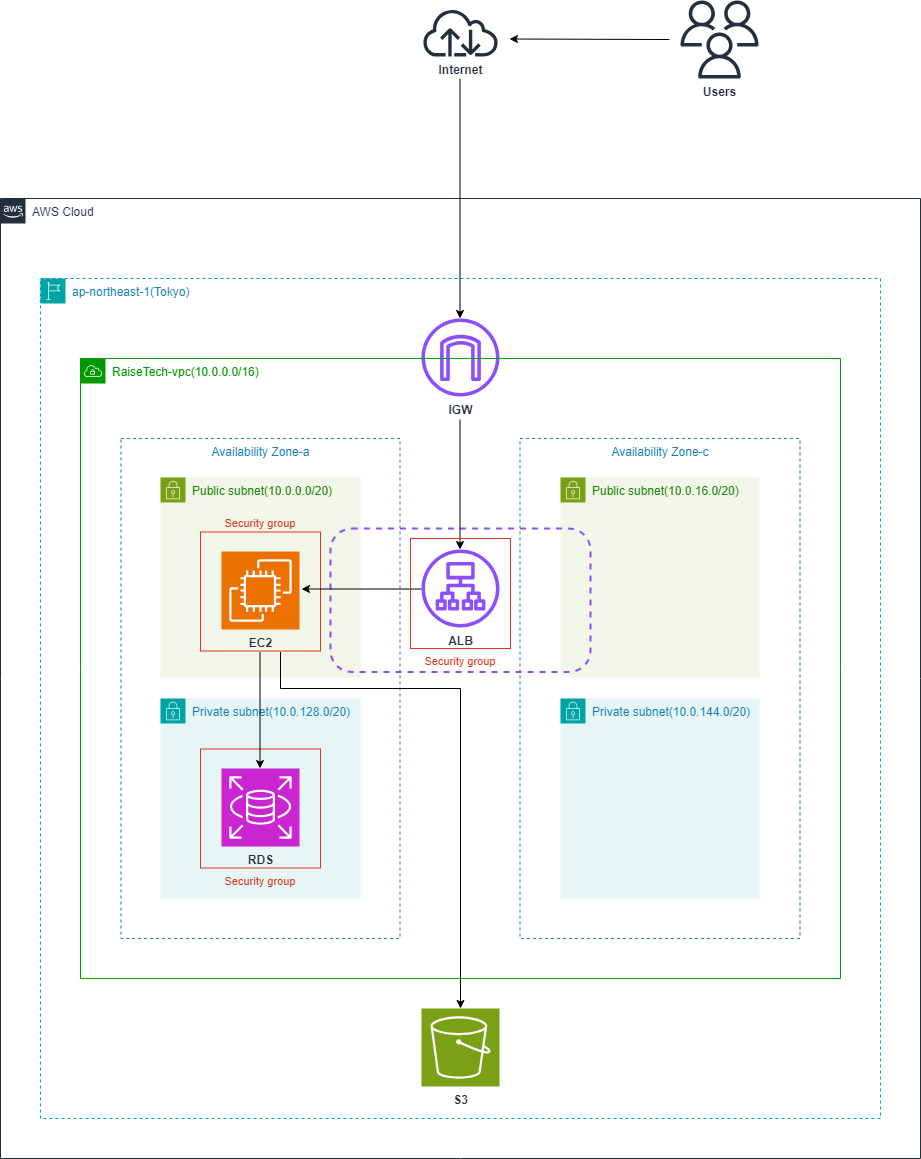 Internet
Users
aws
AWS Cloud
ap-northeast-1(Tokyo)
RaiseTech-vpc(10.0.0.0/16)
IGW
Availability Zone-a
Availability Zone-c
Public subnet(10.0.0.0/20)
Public subnet(10.0.16.0/20)
Security group
EC2
ALB
Security group
Private subnet(10.0.128.0/20)
Private subnet(10.0.144.0/20)
RDS
Security group
S3